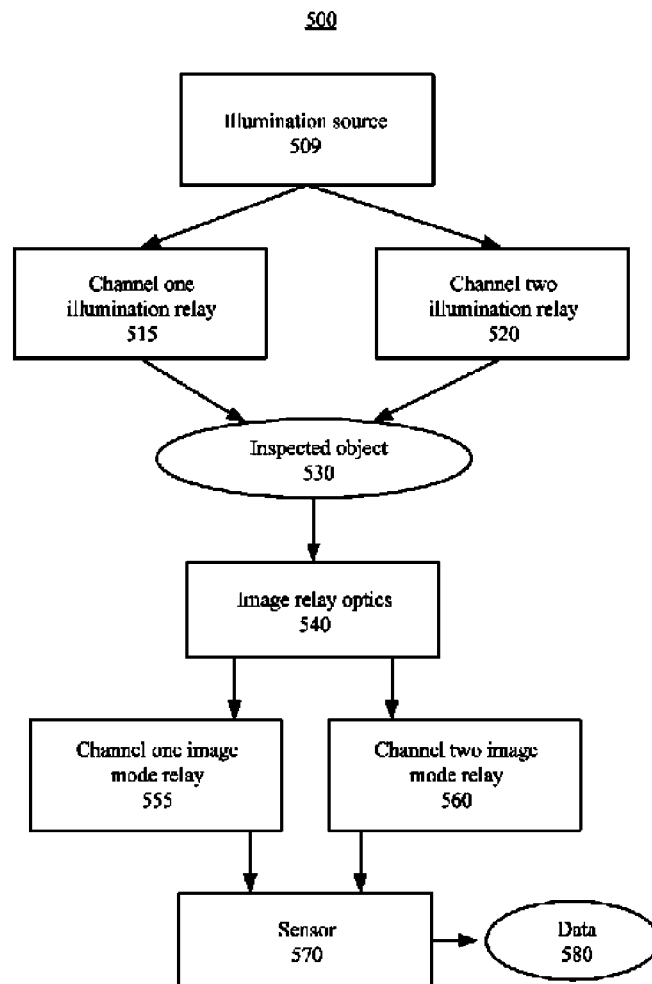 500
Illumination source
509
Channel one
illumination relay
515
Channel two
illumination relay
520
Inspected object
530
Image relay optics
540
Channel one image
mode relay
555
Channel two image
mode relay
560
Sensor
570
Data
580